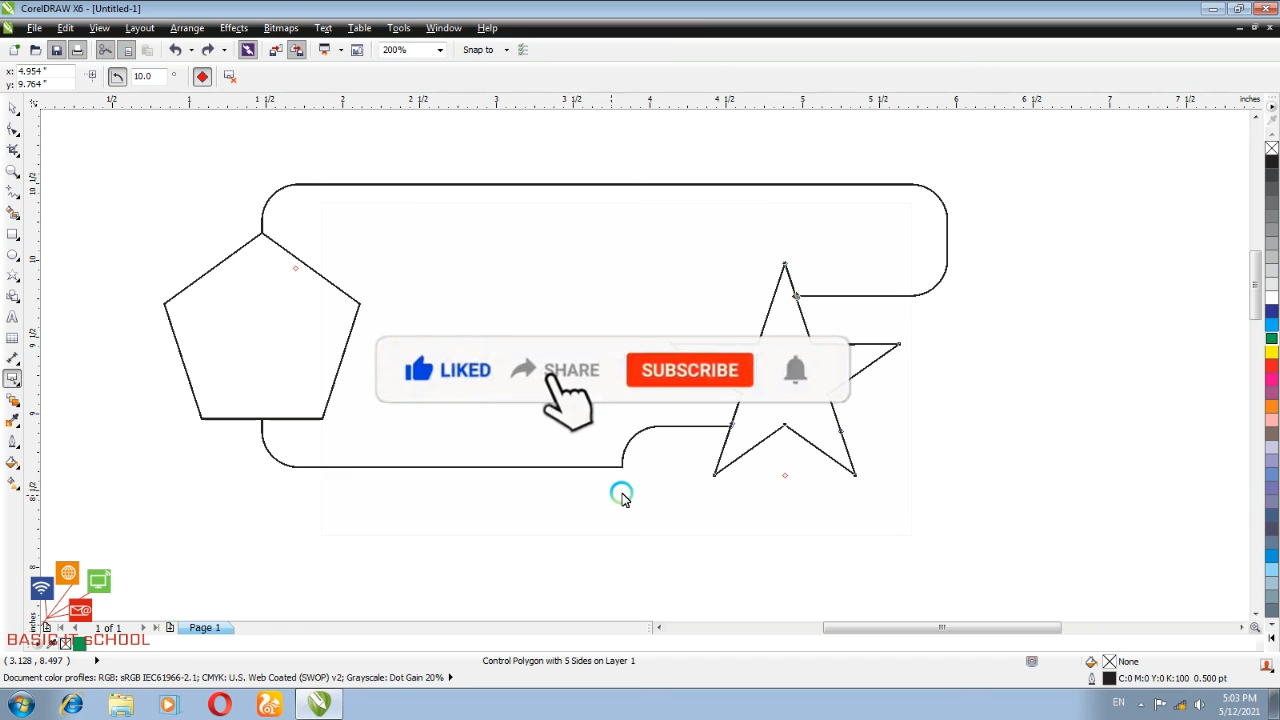 CorelDRAW X6 - [Untitled-1]
File Edit View Layout Arrange Effects Bitmaps Text Table Tools Window Help
200% Snap to
x: 4.954 "
y: 9.764 "
10.0 °
1/2 1 1 1/2 2 2 1/2 3 3 1/2 4 4 1/2 5 5 1/2 6 6 1/2 7 7 1/2 inches
LIKED SHARE SUBSCRIBE
1 of 1 Page 1
BASIC IT sCHOOL
(3.128 , 8.497 ) Control Polygon with 5 Sides on Layer 1 None
Document color profiles: RGB: sRGB IEC61966-2.1; CMYK: U.S. Web Coated (SWOP) v2; Grayscale: Dot Gain 20% C:0 M:0 Y:0 K:100 0.500 pt
EN 5:03 PM
5/12/2021